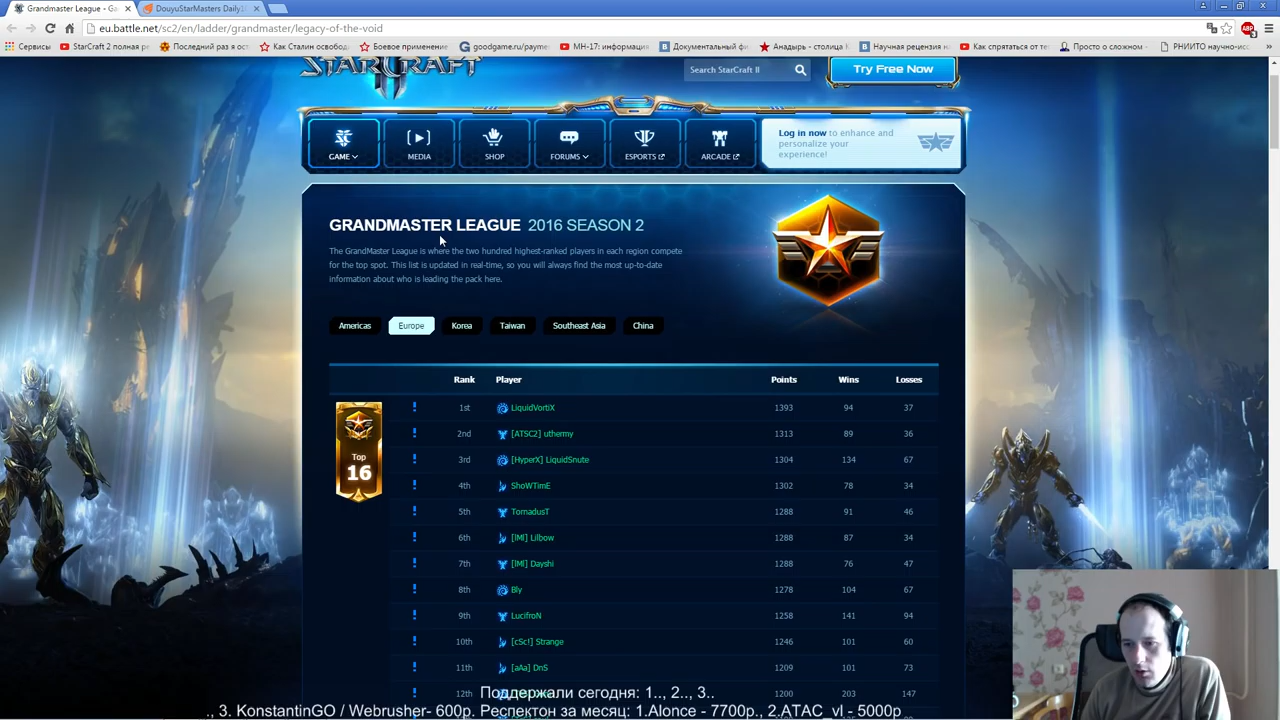 Grandmaster League - Ga
DouyuStarMasters Daily10
eu.battle.net/sc2/en/ladder/grandmaster/legacy-of-the-void
Сервисы
StarCraft 2 полная р
Последний раз я ост
Как Сталин освобод
Боевое применение
goodgame.ru/payme
МН-17: информация
Документальный ф
Анадырь - столица
Научная рецензия н
Как спрятаться от те
Просто о сложном -
РНИИТО научно-исс
STARCRAFT
Search StarCraft II
Try Free Now
GAME
MEDIA
SHOP
FORUMS
ESPORTS
ARCADE
Log in now to enhance and
personalize your
experience!
GRANDMASTER LEAGUE 2016 SEASON 2
The GrandMaster League is where the two hundred highest-ranked players in each region compete
for the top spot. This list is updated in real-time, so you will always find the most up-to-date
information about who is leading the pack here.
Americas Europe Korea Taiwan Southeast Asia China
Rank Player Points Wins Losses
Top
16
! 1st LiquidVortiX 1393 94 37
! 2nd [ATSC2] uthermy 1313 89 36
! 3rd [HyperX] LiquidSnute 1304 134 67
! 4th ShoWTimE 1302 78 34
! 5th TornadusT 1288 91 46
! 6th [lMl] Lilbow 1288 87 34
! 7th [lMl] Dayshi 1288 76 47
! 8th Bly 1278 104 67
! 9th LucifroN 1258 141 94
! 10th [cSc!] Strange 1246 101 60
! 11th [aAa] DnS 1209 101 73
! 12th 1200 203 147
Поддержали сегодня: 1.., 2.., 3..
., 3. KonstantinGO / Webrusher- 600р. Респектон за месяц: 1.Alonce - 7700р., 2.ATAC_vl - 5000р